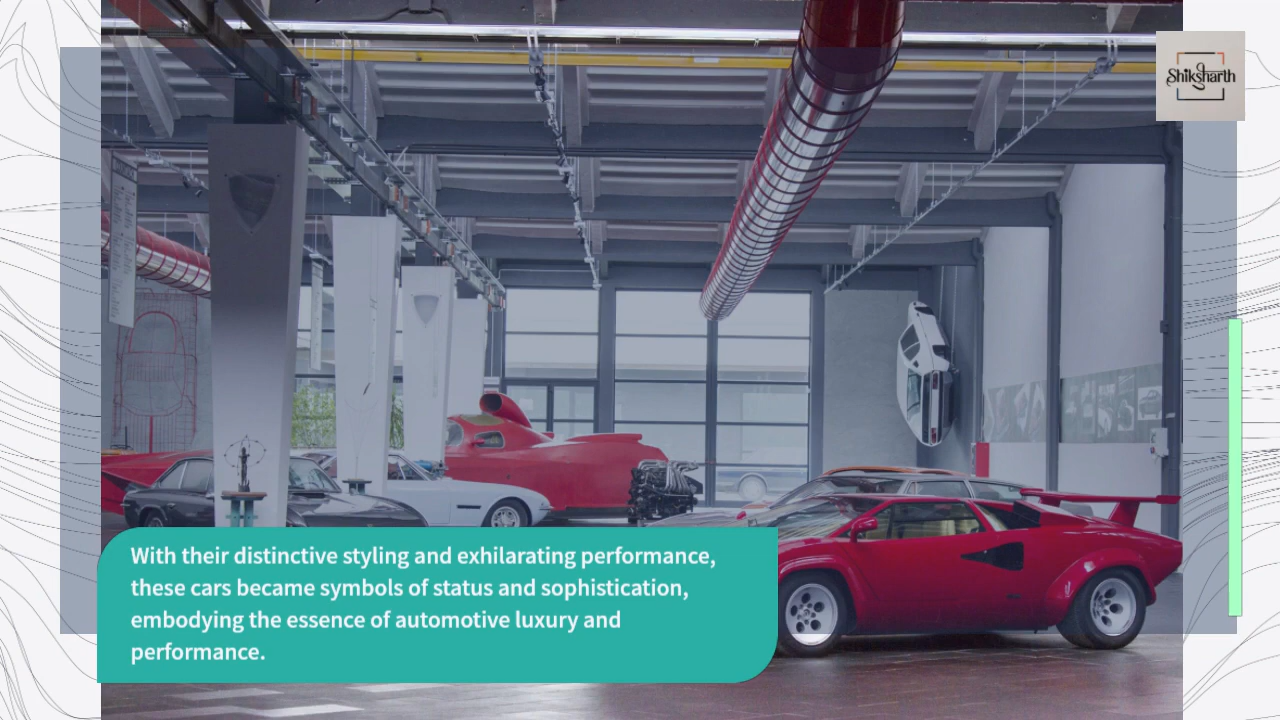 Shiksharth
With their distinctive styling and exhilarating performance,
these cars became symbols of status and sophistication,
embodying the essence of automotive luxury and
performance.